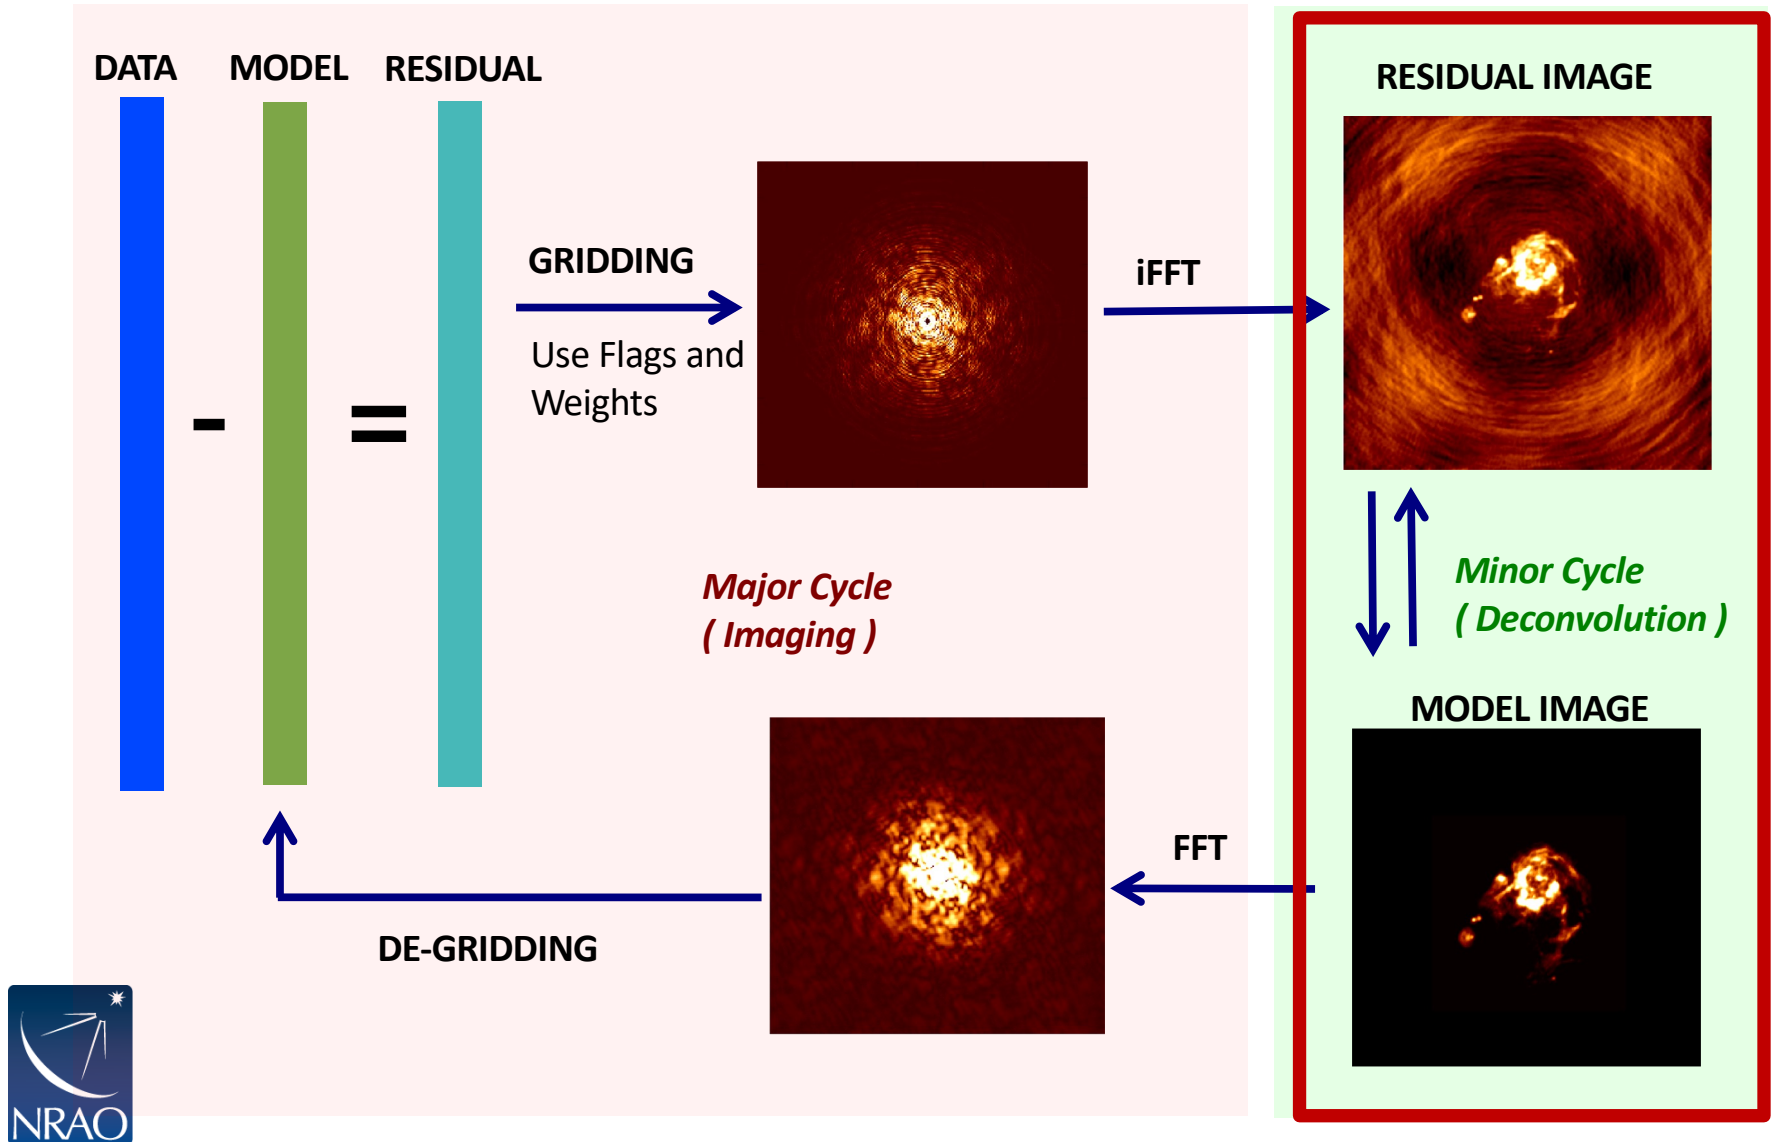 DATA
MODEL
RESIDUAL
RESIDUAL IMAGE
GRIDDING
Use Flags and
Weights
iFFT
-
=
Major Cycle
( Imaging )
Minor Cycle
( Deconvolution )
MODEL IMAGE
FFT
DE-GRIDDING
NRAO